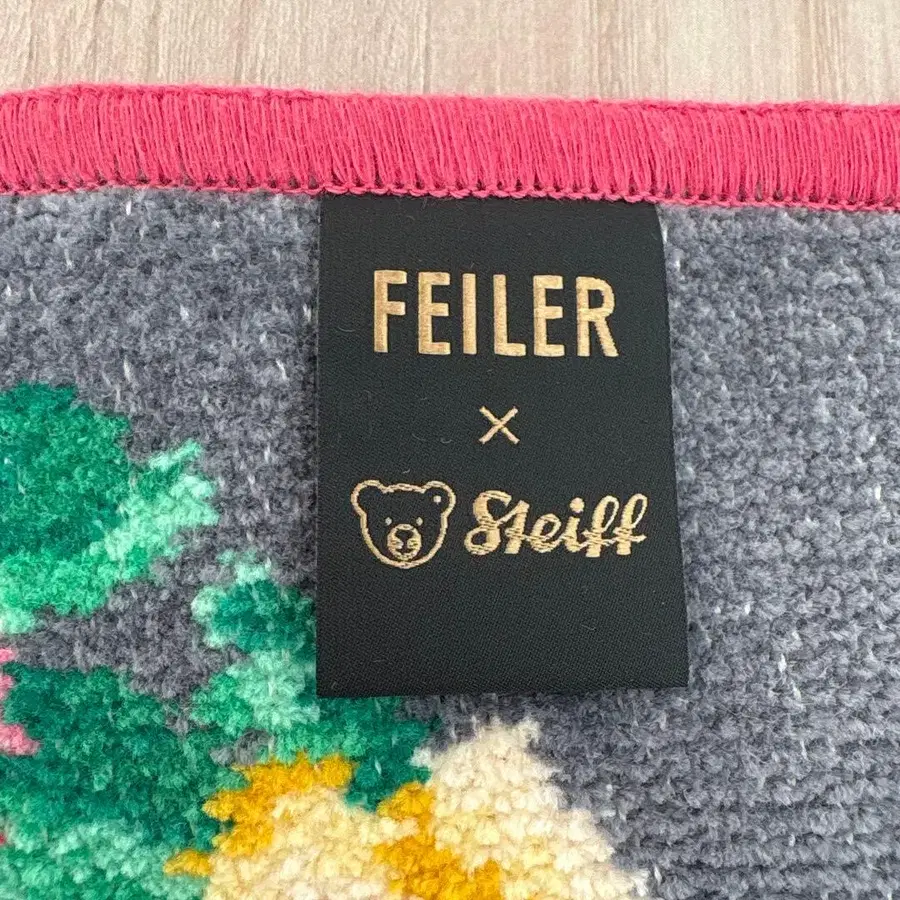 FEILER
×
Steiff